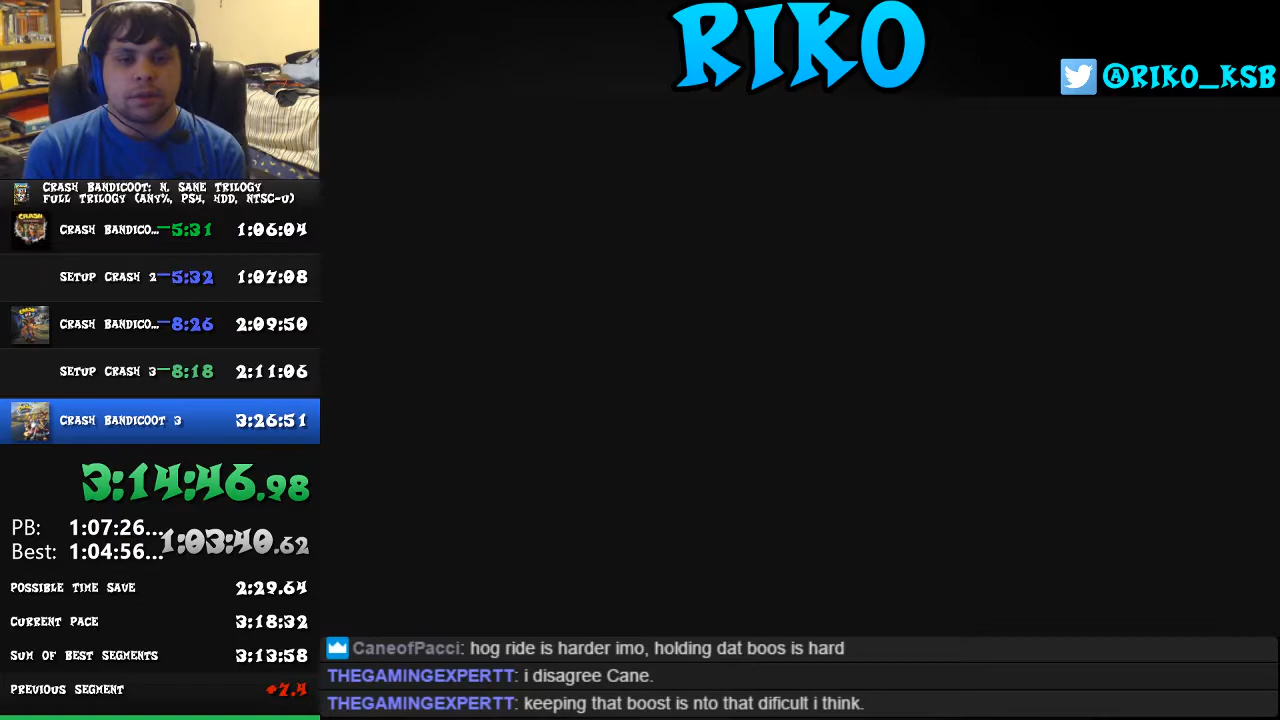 RIKO
@RIKO_KSB
CRASH BANDICOOT: N. SANE TRILOGY
FULL TRILOGY (ANY%, PS4, HDD, NTSC-U)
CRASH BANDICO... -5:31 1:06:04
SETUP CRASH 2 -5:32 1:07:08
CRASH BANDICO... -8:26 2:09:50
SETUP CRASH 3 -8:18 2:11:06
CRASH BANDICOOT 3 3:26:51
3:14:46.98
PB: 1:07:26... 1:03:40.62
Best: 1:04:56...
POSSIBLE TIME SAVE 2:29.64
CURRENT PACE 3:18:32
SUM OF BEST SEGMENTS 3:13:58
PREVIOUS SEGMENT +7.4
CaneofPacci: hog ride is harder imo, holding dat boos is hard
THEGAMINGEXPERTT: i disagree Cane.
THEGAMINGEXPERTT: keeping that boost is nto that dificult i think.